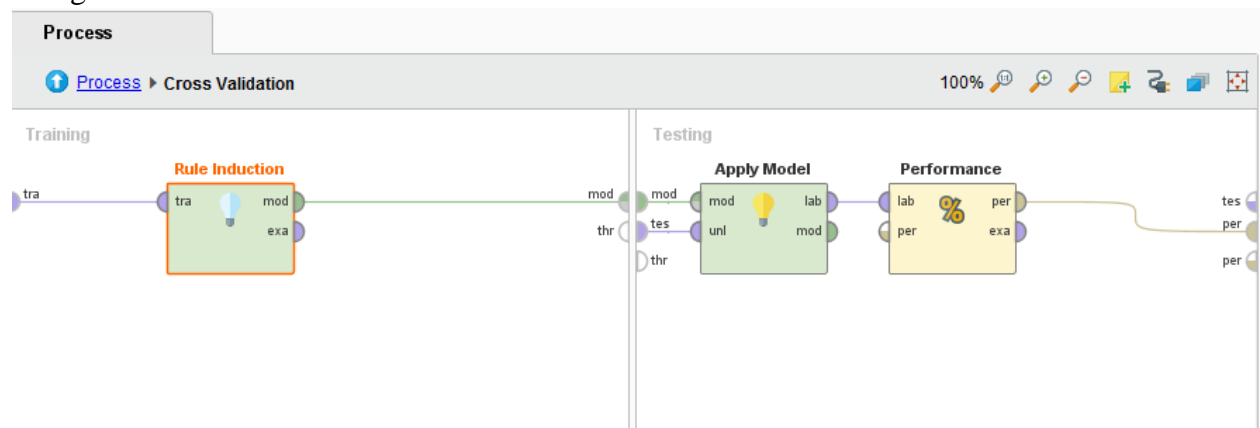 Process
Process ▸ Cross Validation 100%
Training Testing
Rule Induction Apply Model Performance
tra tra mod mod mod mod lab lab per tes
exa thr tes unl mod per exa per
thr per